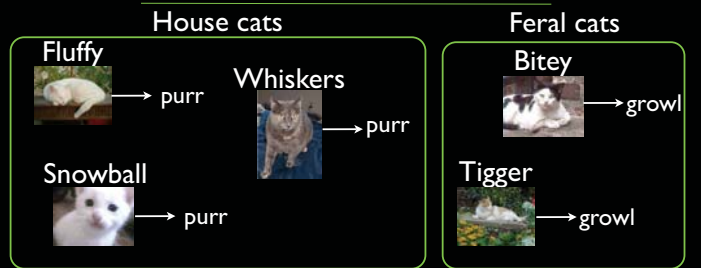 House cats
Fluffy
purr
Whiskers
purr
Snowball
purr
Feral cats
Bitey
growl
Tigger
growl